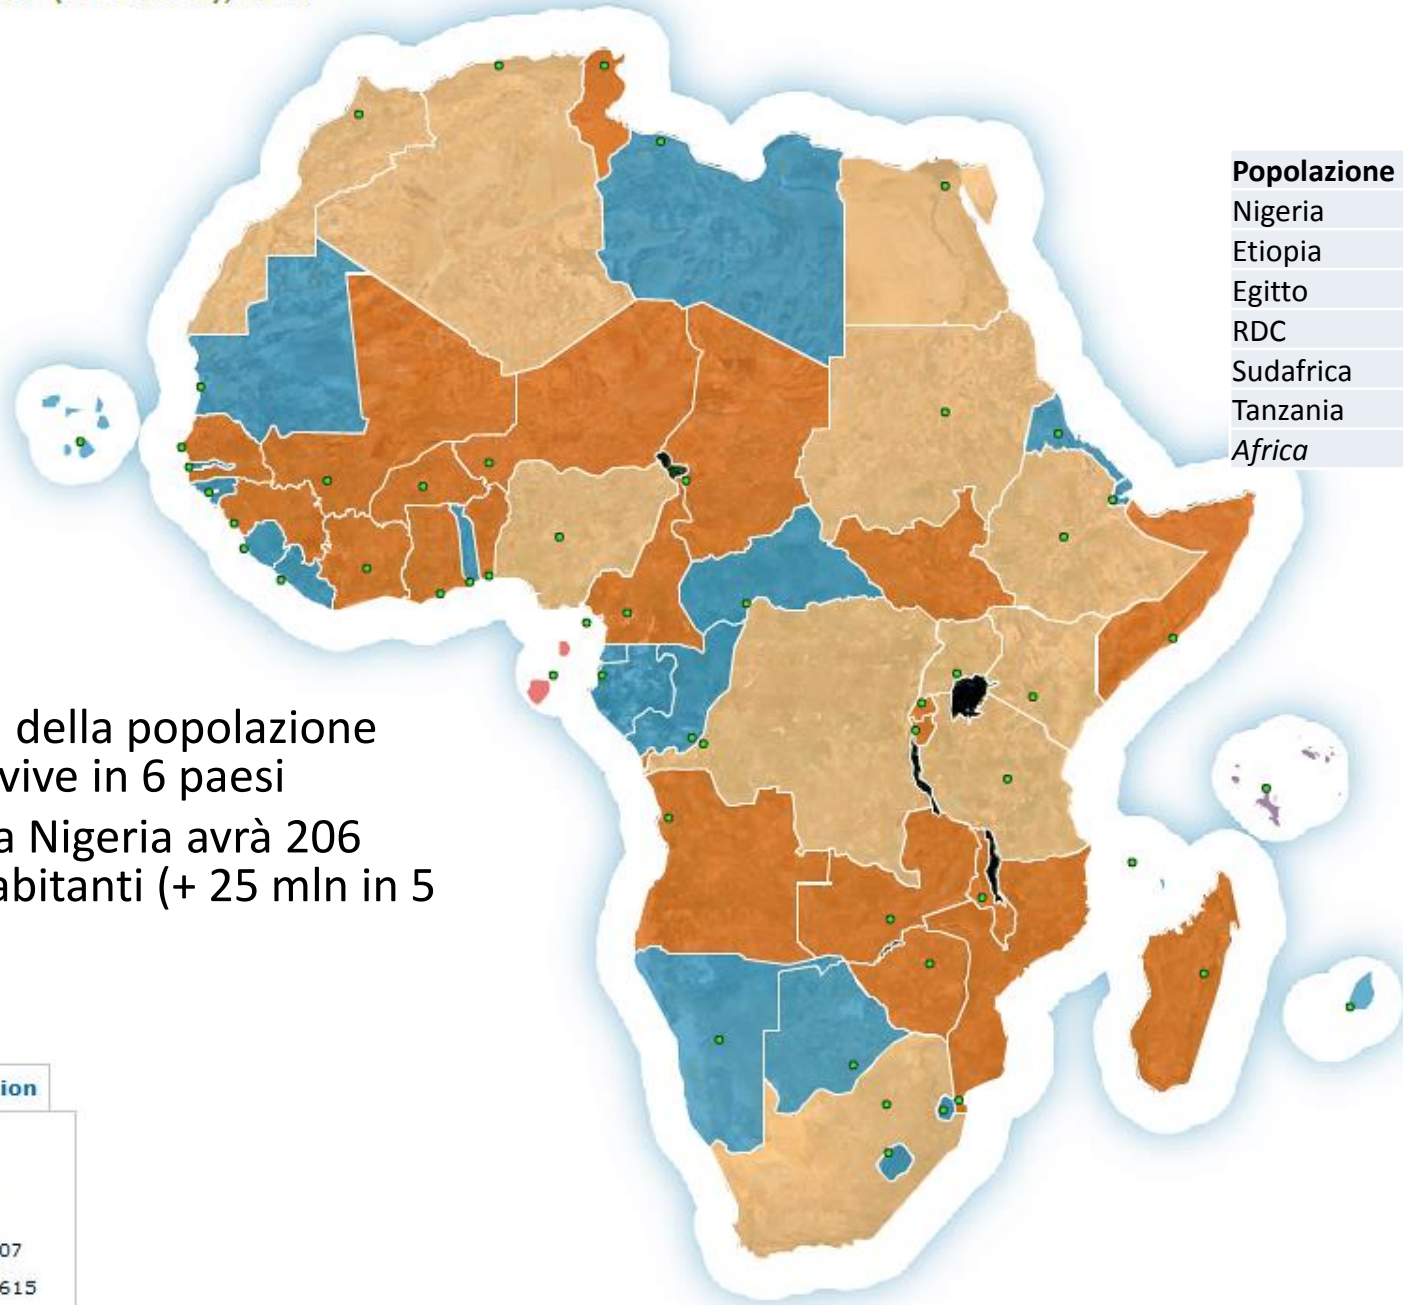 Popolazione
Nigeria
Etiopia
Egitto
RDC
Sudafrica
Tanzania
Africa
della popolazione
vive in 6 paesi
a Nigeria avrà 206
abitanti (+ 25 mln in 5
ion
07
615